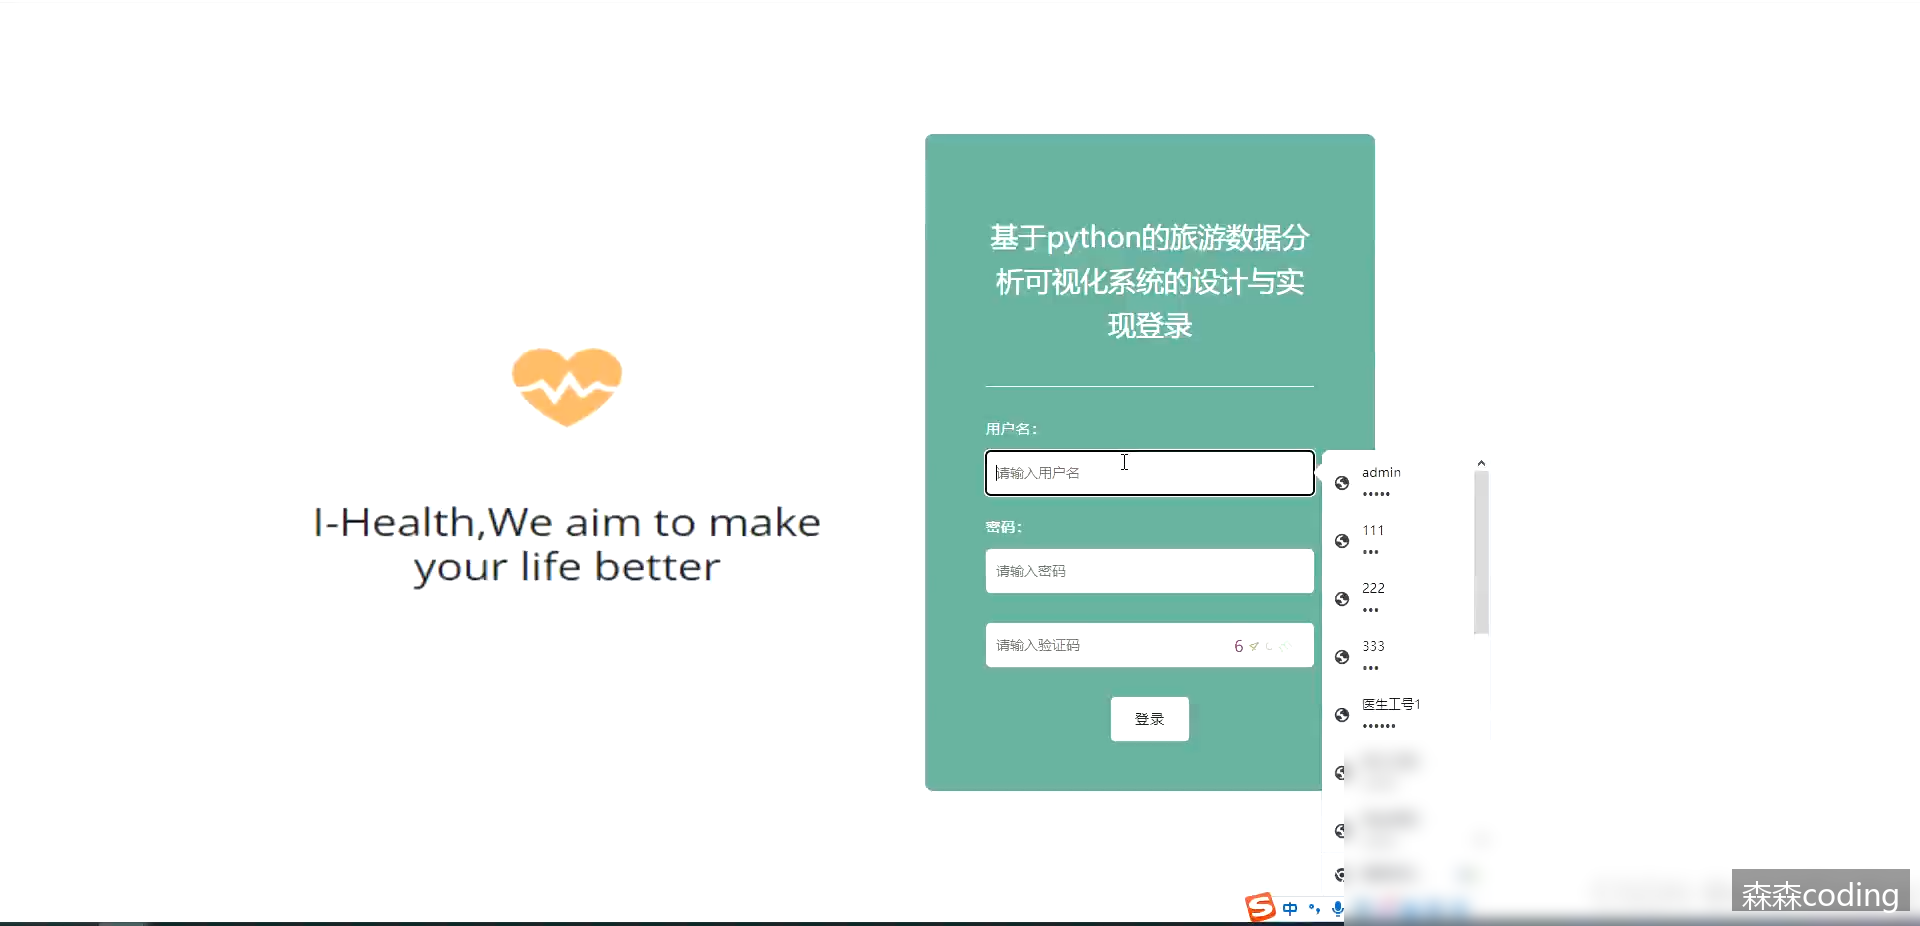 I-Health,We aim to make
your life better
基于python的旅游数据分
析可视化系统的设计与实
现登录
用户名：
请输入用户名
密码：
请输入密码
请输入验证码
6
登录
admin
•••••
111
•••
222
•••
333
•••
医生工号1
••••••
中
森森coding